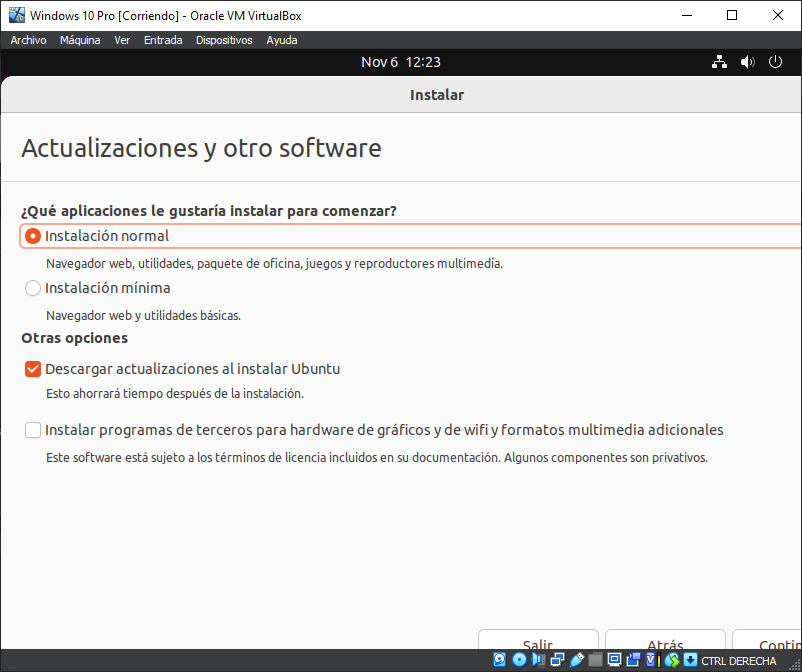 Windows 10 Pro [Corriendo] - Oracle VM VirtualBox
Archivo Máquina Ver Entrada Dispositivos Ayuda
Nov 6 12:23
Instalar
Actualizaciones y otro software
¿Qué aplicaciones le gustaría instalar para comenzar?
Instalación normal
Navegador web, utilidades, paquete de oficina, juegos y reproductores multimedia.
Instalación mínima
Navegador web y utilidades básicas.
Otras opciones
Descargar actualizaciones al instalar Ubuntu
Esto ahorrará tiempo después de la instalación.
Instalar programas de terceros para hardware de gráficos y de wifi y formatos multimedia adicionales
Este software está sujeto a los términos de licencia incluidos en su documentación. Algunos componentes son privativos.
Salir Atrás Contin
CTRL DERECHA